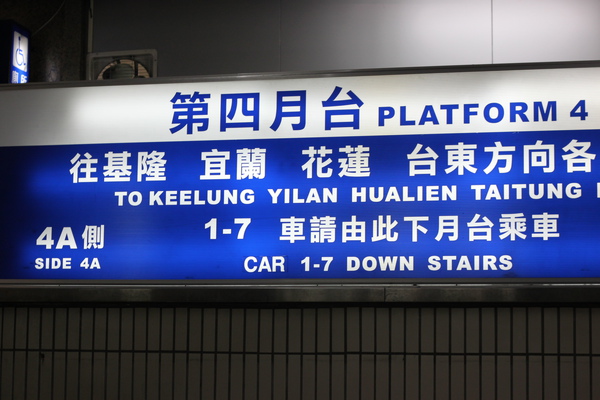 第四月台 PLATFORM 4
往基隆 宜蘭 花蓮 台東方向各
TO KEELUNG YILAN HUALIEN TAITUNG
4A側 1-7 車請由此下月台乘車
SIDE 4A CAR 1-7 DOWN STAIRS